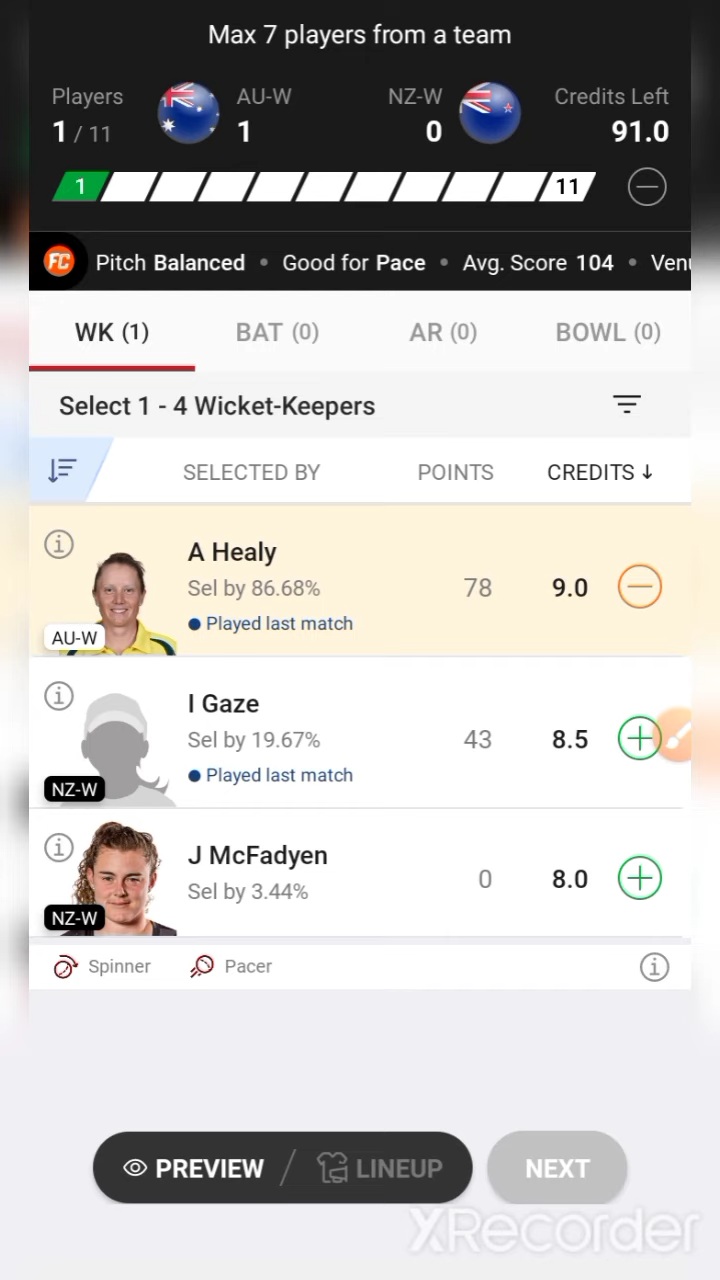 Max 7 players from a team
Players AU-W NZ-W Credits Left
1 / 11 1 0 91.0
1 11
FC Pitch Balanced • Good for Pace • Avg. Score 104 •
WK (1) BAT (0) AR (0) BOWL (0)
Select 1 - 4 Wicket-Keepers
SELECTED BY POINTS CREDITS ↓
A Healy
Sel by 86.68% 78 9.0
Played last match
AU-W
I Gaze
Sel by 19.67% 43 8.5
Played last match
NZ-W
J McFadyen
Sel by 3.44% 0 8.0
NZ-W
Spinner Pacer
PREVIEW / LINEUP NEXT
XRecorder